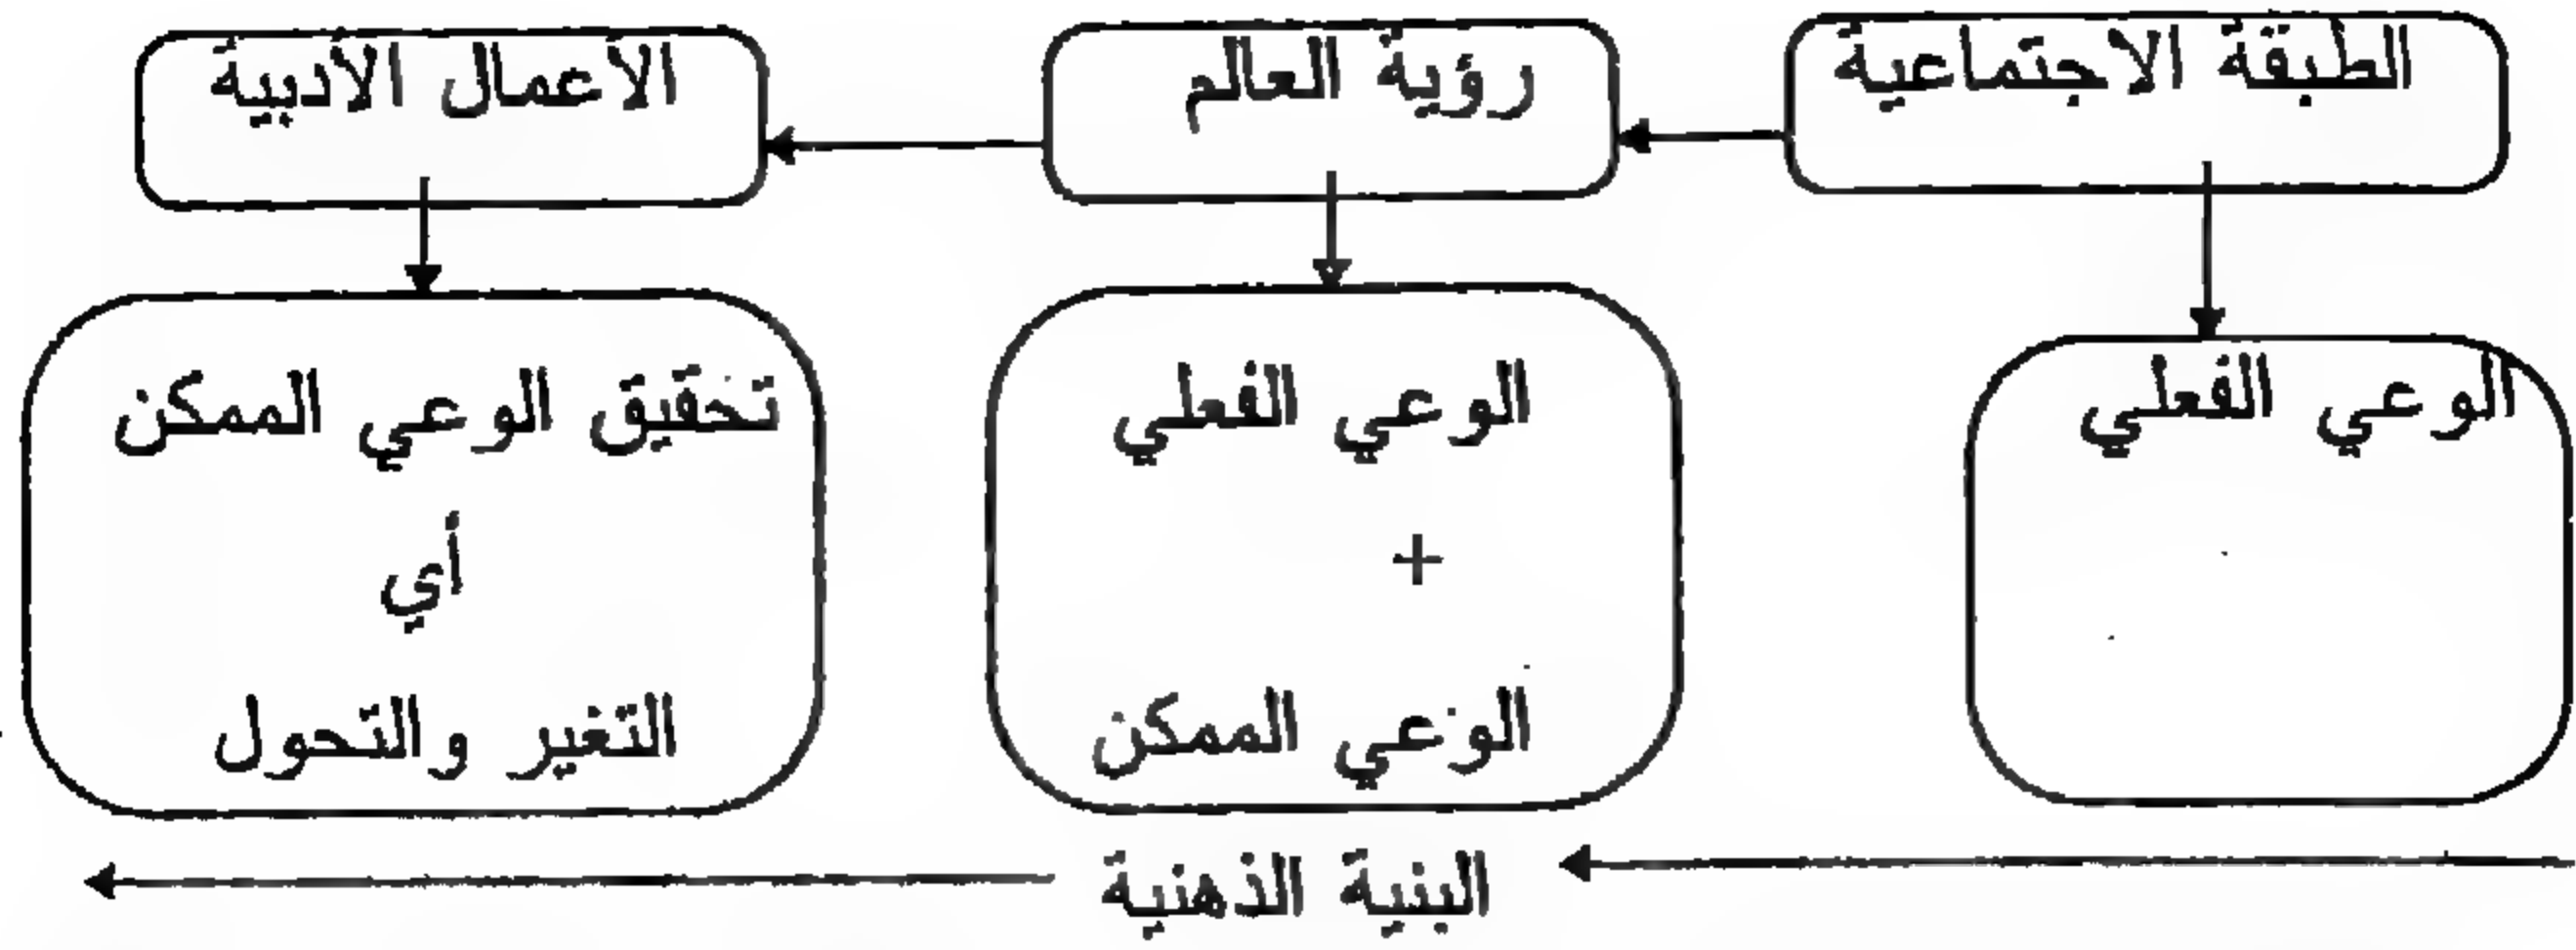 الطبقة الاجتماعية
رؤية العالم
الأعمال الأدبية
الوعي الفعلي
الوعي الفعلي
+
الوعي الممكن
تحقيق الوعي الممكن
أي
التغير والتحول
البنية الذهنية